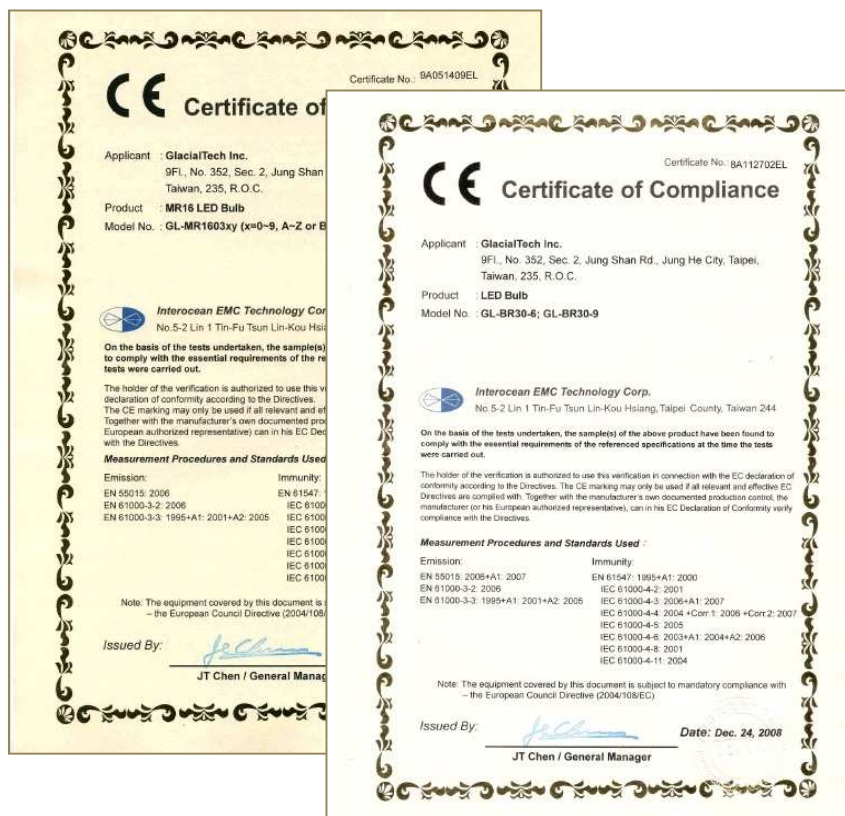 CE
Certificate No.: 9A051409EL
Certificate of
Applicant : GlacialTech Inc.
9Fl., No. 352, Sec. 2, Jung Shan
Taiwan, 235, R.O.C.
Product : MR16 LED Bulb
Model No. : GL-MR1603xy (x=0~9, A~Z or B
Interocean EMC Technology Cor
No.5-2 Lin 1 Tin-Fu Tsun Lin-Kou Hsia
On the basis of the tests undertaken, the sample(s)
to comply with the essential requirements of the re
tests were carried out.
The holder of the verification is authorized to use this v
declaration of conformity according to the Directives.
The CE marking may only be used if all relevant and ef
Together with the manufacturer's own documented pro
European authorized representative) can in his EC Dec
with the Directives.
Measurement Procedures and Standards Used
Emission: Immunity:
EN 55015: 2006 EN 61547:
EN 61000-3-2: 2006 IEC 6100
EN 61000-3-3: 1995+A1: 2001+A2: 2005 IEC 6100
IEC 6100
IEC 6100
IEC 6100
IEC 6100
IEC 6100
Note: The equipment covered by this document is
– the European Council Directive (2004/108/
Issued By:
JT Chen / General Manag
CE
Certificate No.: 8A112702EL
Certificate of Compliance
Applicant : GlacialTech Inc.
9Fl., No. 352, Sec. 2, Jung Shan Rd., Jung He City, Taipei,
Taiwan, 235, R.O.C.
Product : LED Bulb
Model No. : GL-BR30-6; GL-BR30-9
Interocean EMC Technology Corp.
No.5-2 Lin 1 Tin-Fu Tsun Lin-Kou Hsiang, Taipei County, Taiwan 244
On the basis of the tests undertaken, the sample(s) of the above product have been found to
comply with the essential requirements of the referenced specifications at the time the tests
were carried out.
The holder of the verification is authorized to use this verification in connection with the EC declaration of
conformity according to the Directives. The CE marking may only be used if all relevant and effective EC
Directives are complied with. Together with the manufacturer's own documented production control, the
manufacturer (or his European authorized representative), can in his EC Declaration of Conformity verify
compliance with the Directives.
Measurement Procedures and Standards Used :
Emission: Immunity:
EN 55015: 2006+A1: 2007 EN 61547: 1995+A1: 2000
EN 61000-3-2: 2006 IEC 61000-4-2: 2001
EN 61000-3-3: 1995+A1: 2001+A2: 2005 IEC 61000-4-3: 2006+A1: 2007
IEC 61000-4-4: 2004 +Corr.1: 2006 +Corr.2: 2007
IEC 61000-4-5: 2005
IEC 61000-4-6: 2003+A1: 2004+A2: 2006
IEC 61000-4-8: 2001
IEC 61000-4-11: 2004
Note: The equipment covered by this document is subject to mandatory compliance with
– the European Council Directive (2004/108/EC)
Issued By: Date: Dec. 24, 2008
JT Chen / General Manager